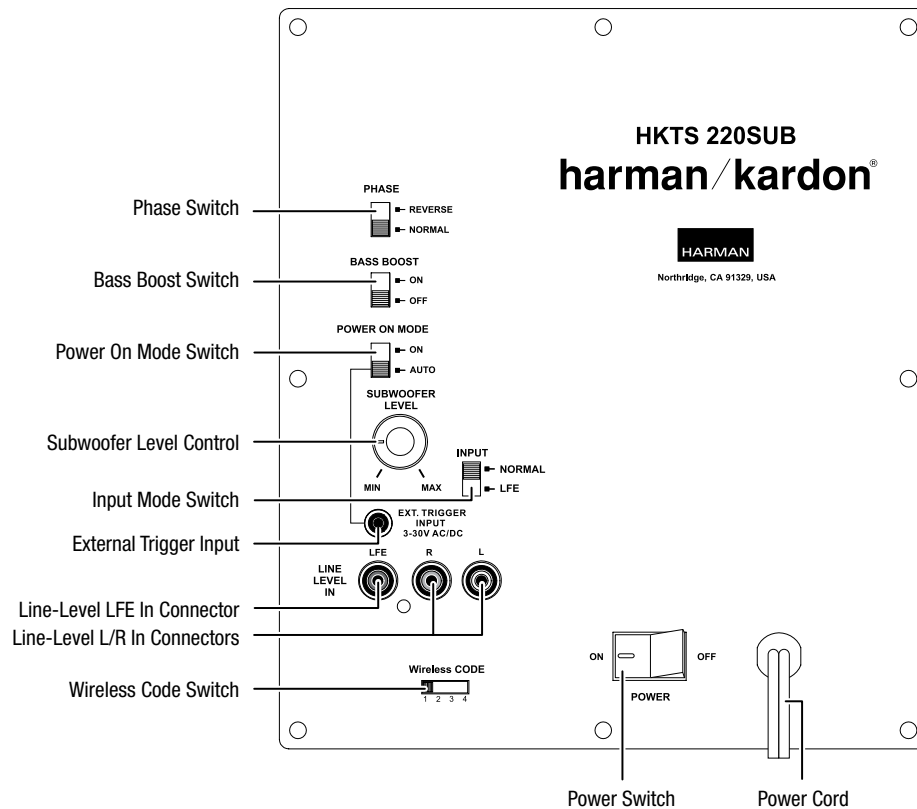 HKTS 220SUB
harman/kardon®
HARMAN
Northridge, CA 91329, USA
Phase Switch
PHASE
REVERSE
NORMAL
Bass Boost Switch
BASS BOOST
ON
OFF
Power On Mode Switch
POWER ON MODE
ON
AUTO
Subwoofer Level Control
SUBWOOFER
LEVEL
MIN
MAX
Input Mode Switch
INPUT
NORMAL
LFE
External Trigger Input
EXT. TRIGGER
INPUT
3-30V AC/DC
Line-Level LFE In Connector
Line-Level L/R In Connectors
LINE
LEVEL
IN
LFE
R
L
Wireless Code Switch
Wireless CODE
1 2 3 4
ON
OFF
POWER
Power Switch
Power Cord